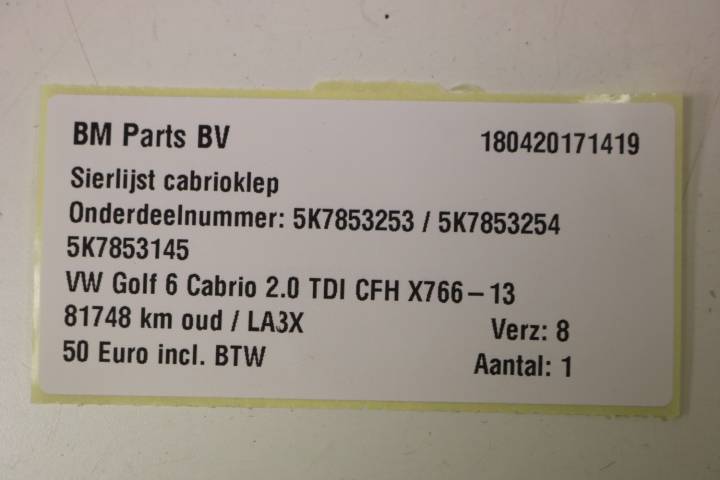 BM Parts BV 180420171419
Sierlijst cabrioklep
Onderdeelnummer: 5K7853253 / 5K7853254
5K7853145
VW Golf 6 Cabrio 2.0 TDI CFH X766-13
81748 km oud / LA3X Verz: 8
50 Euro incl. BTW Aantal: 1